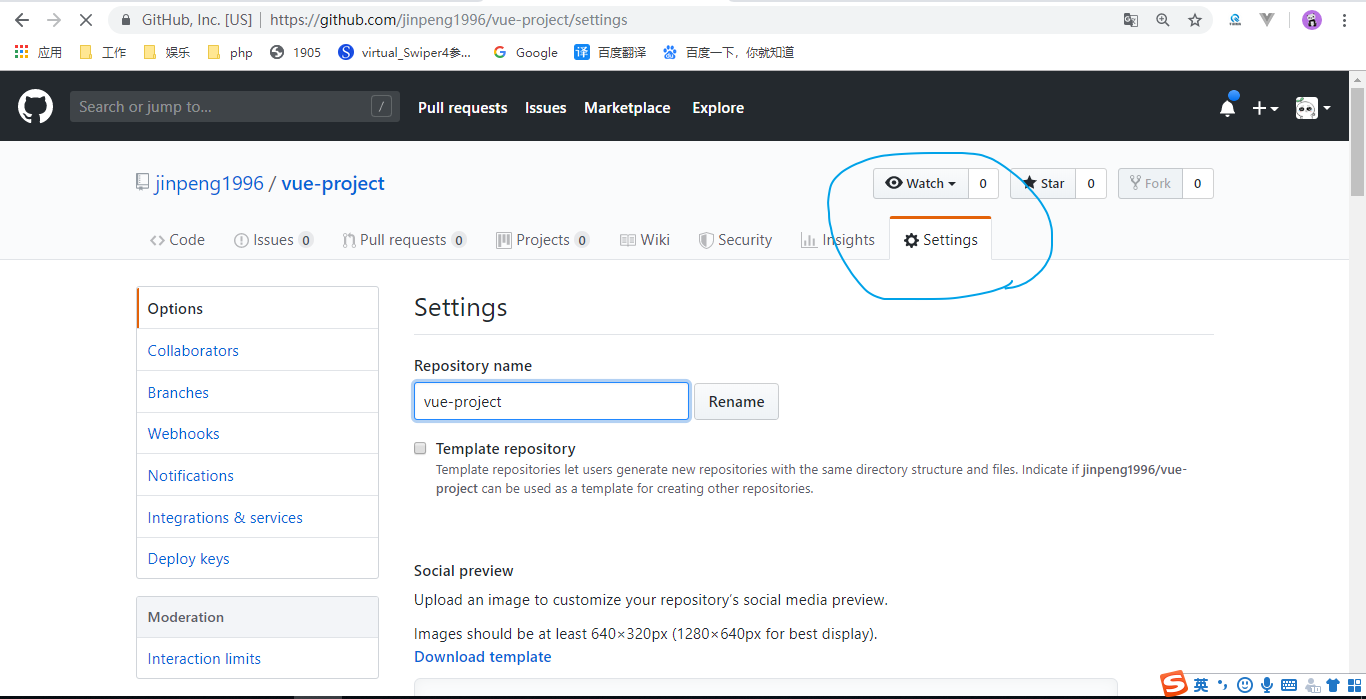 GitHub, Inc. [US] | https://github.com/jinpeng1996/vue-project/settings
应用 工作 娱乐 php 1905 virtual_Swiper4参... Google 译 百度翻译 百度一下，你就知道
Search or jump to... / Pull requests Issues Marketplace Explore
jinpeng1996 / vue-project Watch 0 Star 0 Fork 0
Code Issues 0 Pull requests 0 Projects 0 Wiki Security Insights Settings
Options
Collaborators
Branches
Webhooks
Notifications
Integrations & services
Deploy keys
Moderation
Interaction limits
Settings
Repository name
vue-project Rename
Template repository
Template repositories let users generate new repositories with the same directory structure and files. Indicate if jinpeng1996/vue-
project can be used as a template for creating other repositories.
Social preview
Upload an image to customize your repository's social media preview.
Images should be at least 640×320px (1280×640px for best display).
Download template
S 英